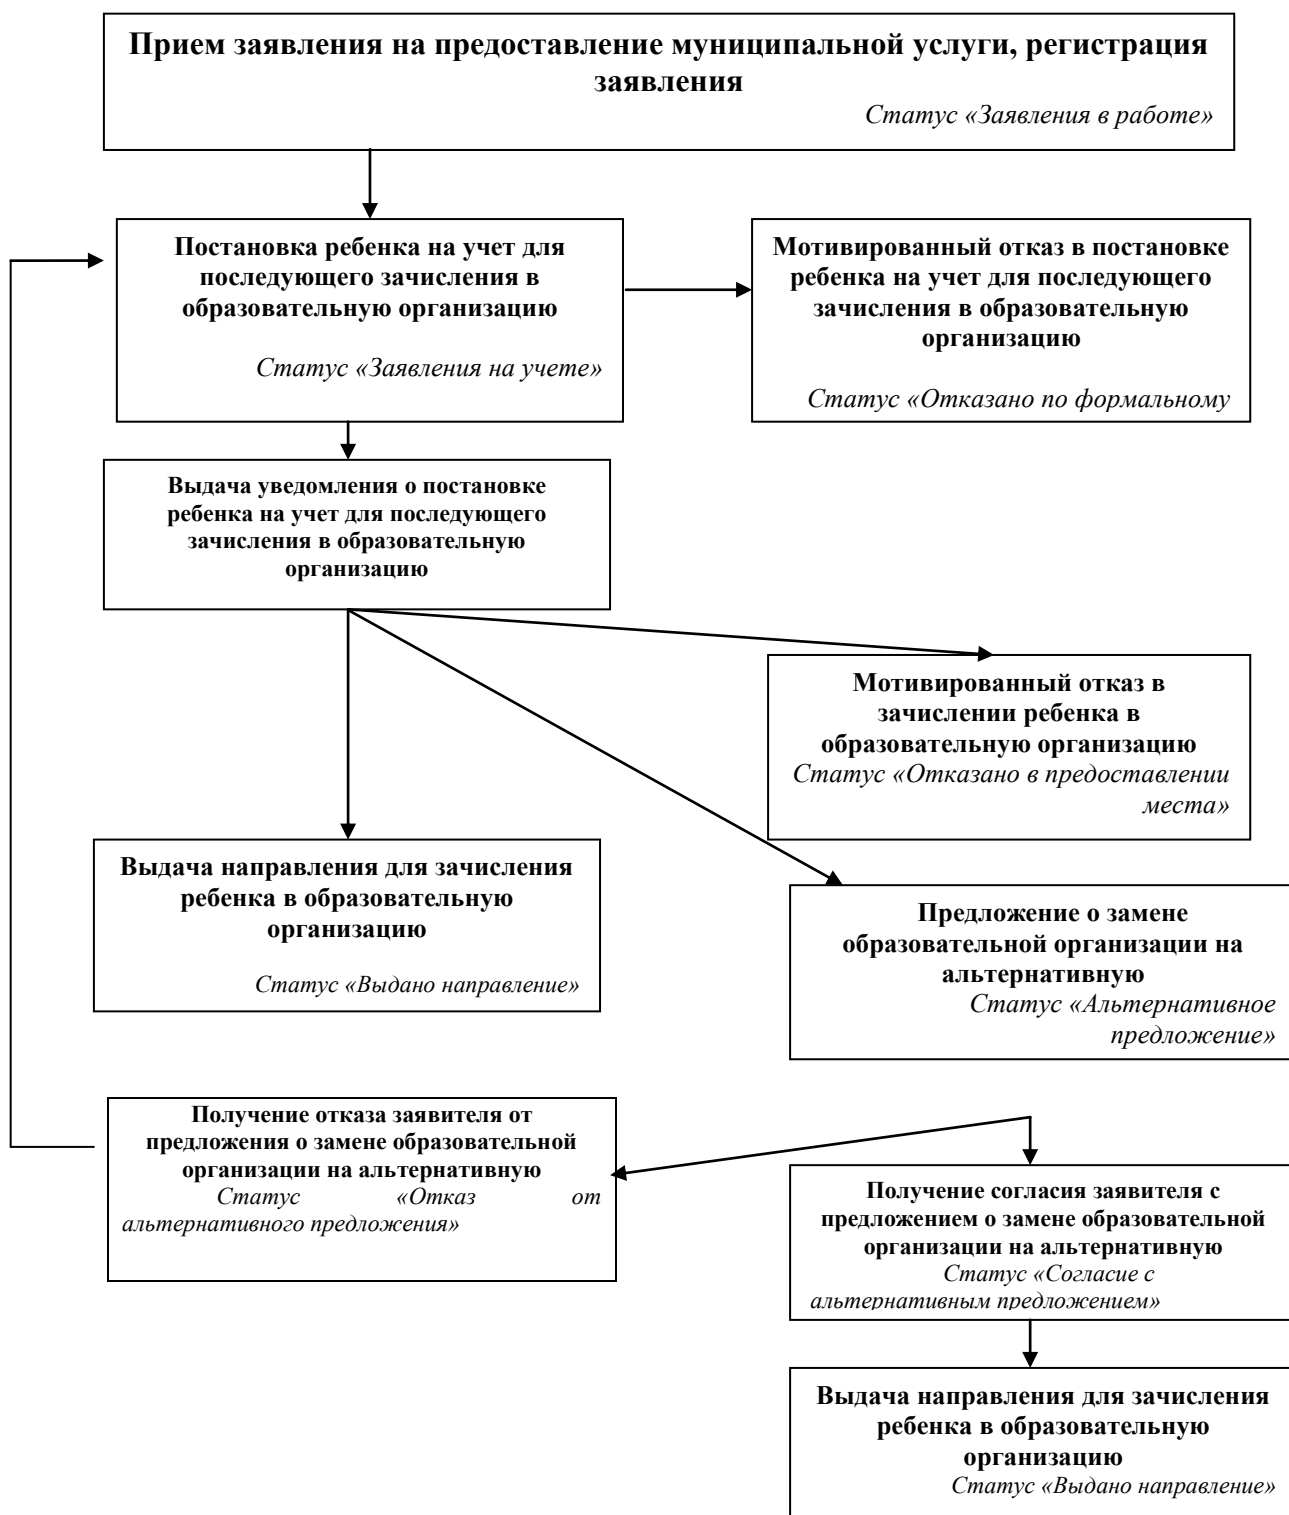 Прием заявления на предоставление муниципальной услуги, регистрация
заявления
Статус «Заявления в работе»
Постановка ребенка на учет для
последующего зачисления в
образовательную организацию
Статус «Заявления на учете»
Мотивированный отказ в постановке
ребенка на учет для последующего
зачисления в образовательную
организацию
Статус «Отказано по формальному
Выдача уведомления о постановке
ребенка на учет для последующего
зачисления в образовательную
организацию
Мотивированный отказ в
зачислении ребенка в
образовательную организацию
Статус «Отказано в предоставлении
места»
Выдача направления для зачисления
ребенка в образовательную
организацию
Статус «Выдано направление»
Предложение о замене
образовательной организации на
альтернативную
Статус «Альтернативное
предложение»
Получение отказа заявителя от
предложения о замене образовательной
организации на альтернативную
Статус «Отказ от
альтернативного предложения»
Получение согласия заявителя с
предложением о замене образовательной
организации на альтернативную
Статус «Согласие с
альтернативным предложением»
Выдача направления для зачисления
ребенка в образовательную
организацию
Статус «Выдано направление»